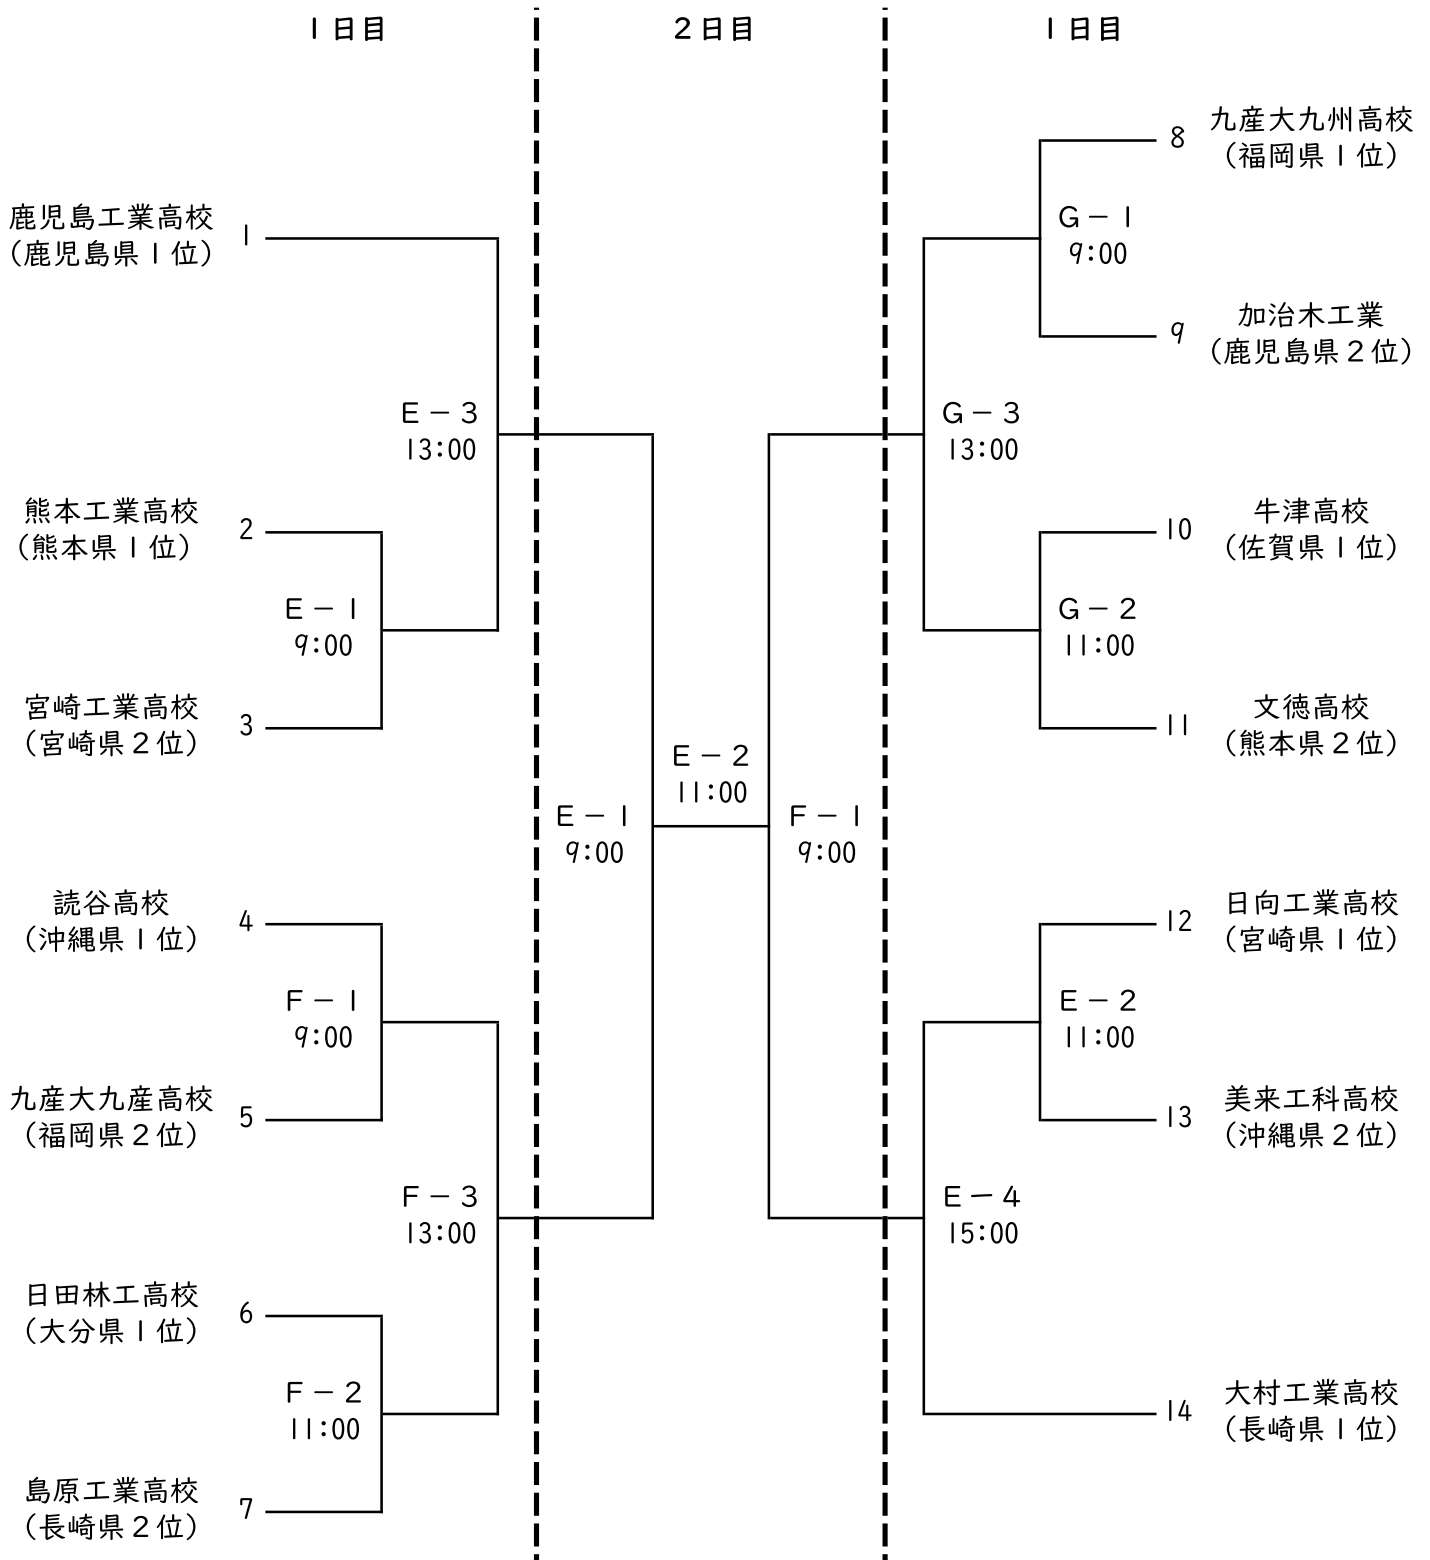 １日目
２日目
１日目
鹿児島工業高校
（鹿児島県１位）
1
E－3
13:00
熊本工業高校
（熊本県１位）
2
E－1
9:00
宮崎工業高校
（宮崎県２位）
3
読谷高校
（沖縄県１位）
4
F－1
9:00
九産大九産高校
（福岡県２位）
5
F－3
13:00
日田林工高校
（大分県１位）
6
F－2
11:00
島原工業高校
（長崎県２位）
7
E－1
9:00
E－2
11:00
F－1
9:00
8
九産大九州高校
（福岡県１位）
G－1
9:00
9
加治木工業
（鹿児島県２位）
G－3
13:00
10
牛津高校
（佐賀県１位）
G－2
11:00
11
文徳高校
（熊本県２位）
12
日向工業高校
（宮崎県１位）
E－2
11:00
13
美来工科高校
（沖縄県２位）
E－4
15:00
14
大村工業高校
（長崎県１位）